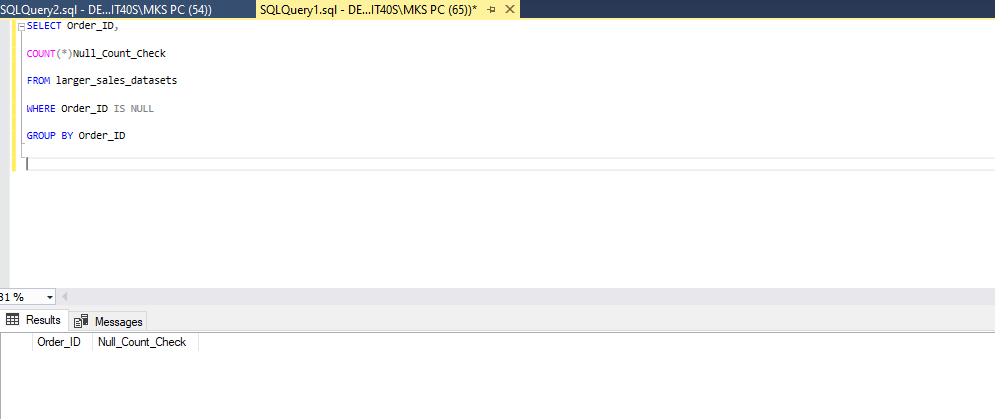 SQLQuery2.sql - DE...IT40S\MKS PC (54))
SQLQuery1.sql - DE...IT40S\MKS PC (65))*
SELECT Order_ID,
COUNT(*)Null_Count_Check
FROM larger_sales_datasets
WHERE Order_ID IS NULL
GROUP BY Order_ID
Results
Messages
Order_ID Null_Count_Check